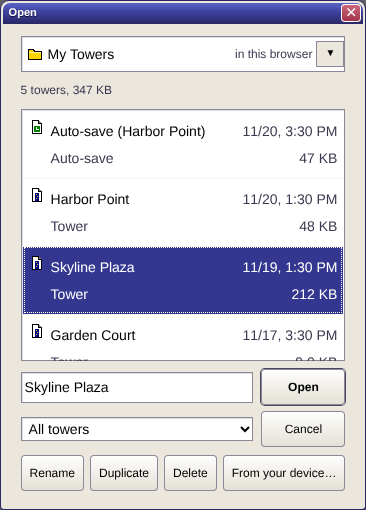 Open
My Towers in this browser
5 towers, 347 KB
Auto-save (Harbor Point) 11/20, 3:30 PM
Auto-save 47 KB
Harbor Point 11/20, 1:30 PM
Tower 48 KB
Skyline Plaza 11/19, 1:30 PM
Tower 212 KB
Garden Court 11/17, 3:30 PM
Skyline Plaza Open
All towers Cancel
Rename Duplicate Delete From your device…